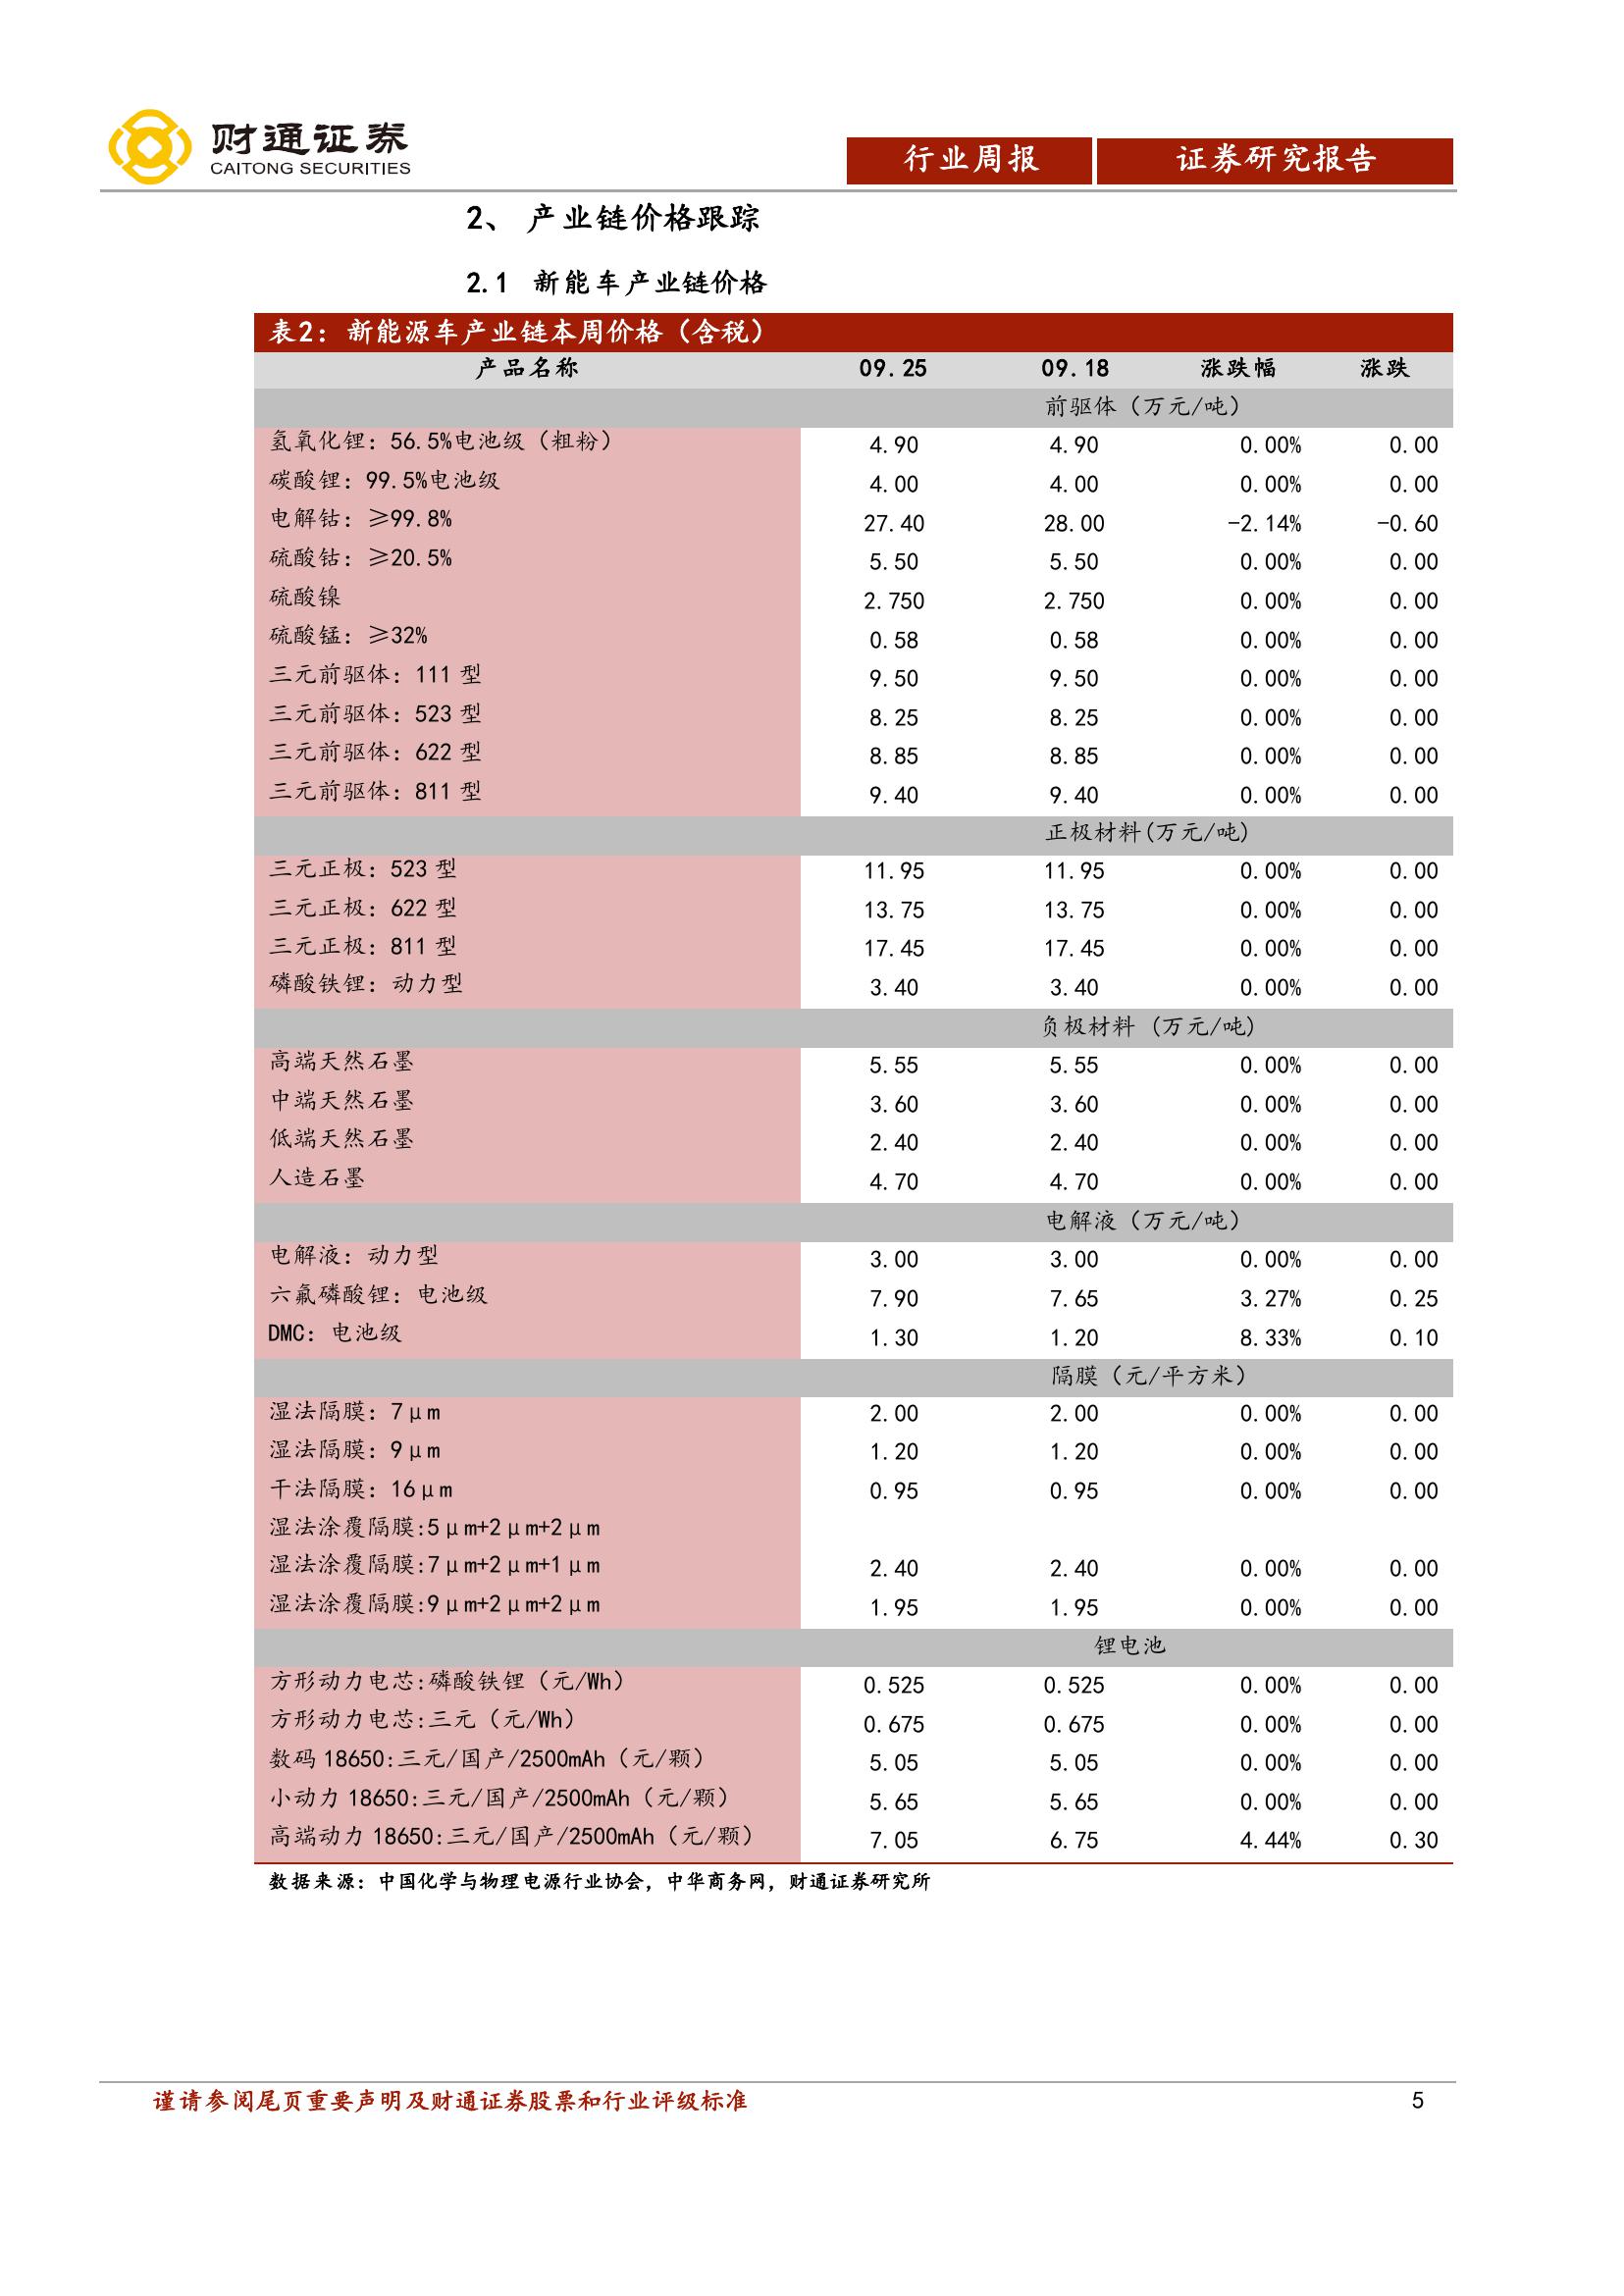 财通证券
CAITONG SECURITIES
行业周报 证券研究报告
2、 产业链价格跟踪
2.1 新能车产业链价格
表2：新能源车产业链本周价格（含税）
产品名称 09.25 09.18 涨跌幅 涨跌
前驱体（万元/吨）
氢氧化锂：56.5%电池级（粗粉） 4.90 4.90 0.00% 0.00
碳酸锂：99.5%电池级 4.00 4.00 0.00% 0.00
电解钴：≥99.8% 27.40 28.00 -2.14% -0.60
硫酸钴：≥20.5% 5.50 5.50 0.00% 0.00
硫酸镍 2.750 2.750 0.00% 0.00
硫酸锰：≥32% 0.58 0.58 0.00% 0.00
三元前驱体：111 型 9.50 9.50 0.00% 0.00
三元前驱体：523 型 8.25 8.25 0.00% 0.00
三元前驱体：622 型 8.85 8.85 0.00% 0.00
三元前驱体：811 型 9.40 9.40 0.00% 0.00
正极材料(万元/吨)
三元正极：523 型 11.95 11.95 0.00% 0.00
三元正极：622 型 13.75 13.75 0.00% 0.00
三元正极：811 型 17.45 17.45 0.00% 0.00
磷酸铁锂：动力型 3.40 3.40 0.00% 0.00
负极材料 (万元/吨)
高端天然石墨 5.55 5.55 0.00% 0.00
中端天然石墨 3.60 3.60 0.00% 0.00
低端天然石墨 2.40 2.40 0.00% 0.00
人造石墨 4.70 4.70 0.00% 0.00
电解液（万元/吨）
电解液：动力型 3.00 3.00 0.00% 0.00
六氟磷酸锂：电池级 7.90 7.65 3.27% 0.25
DMC：电池级 1.30 1.20 8.33% 0.10
隔膜（元/平方米）
湿法隔膜：7μm 2.00 2.00 0.00% 0.00
湿法隔膜：9μm 1.20 1.20 0.00% 0.00
干法隔膜：16μm 0.95 0.95 0.00% 0.00
湿法涂覆隔膜:5μm+2μm+2μm
湿法涂覆隔膜:7μm+2μm+1μm 2.40 2.40 0.00% 0.00
湿法涂覆隔膜:9μm+2μm+2μm 1.95 1.95 0.00% 0.00
锂电池
方形动力电芯:磷酸铁锂（元/Wh） 0.525 0.525 0.00% 0.00
方形动力电芯:三元（元/Wh） 0.675 0.675 0.00% 0.00
数码 18650:三元/国产/2500mAh（元/颗） 5.05 5.05 0.00% 0.00
小动力 18650:三元/国产/2500mAh（元/颗） 5.65 5.65 0.00% 0.00
高端动力 18650:三元/国产/2500mAh（元/颗） 7.05 6.75 4.44% 0.30
数据来源：中国化学与物理电源行业协会，中华商务网，财通证券研究所
谨请参阅尾页重要声明及财通证券股票和行业评级标准 5